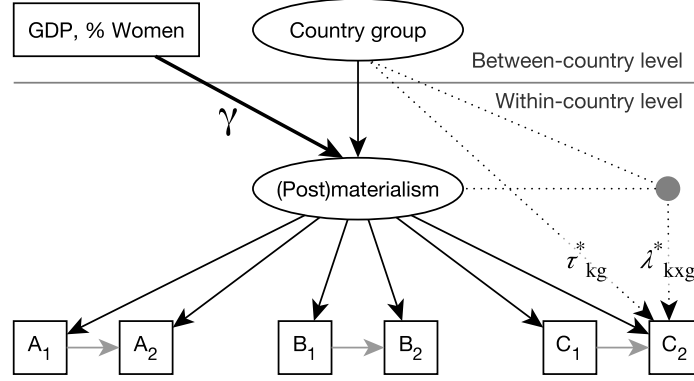 GDP, % Women
Country group
Between-country level
Within-country level
γ
(Post)materialism
τ*kg
λ*kxg
A1
A2
B1
B2
C1
C2